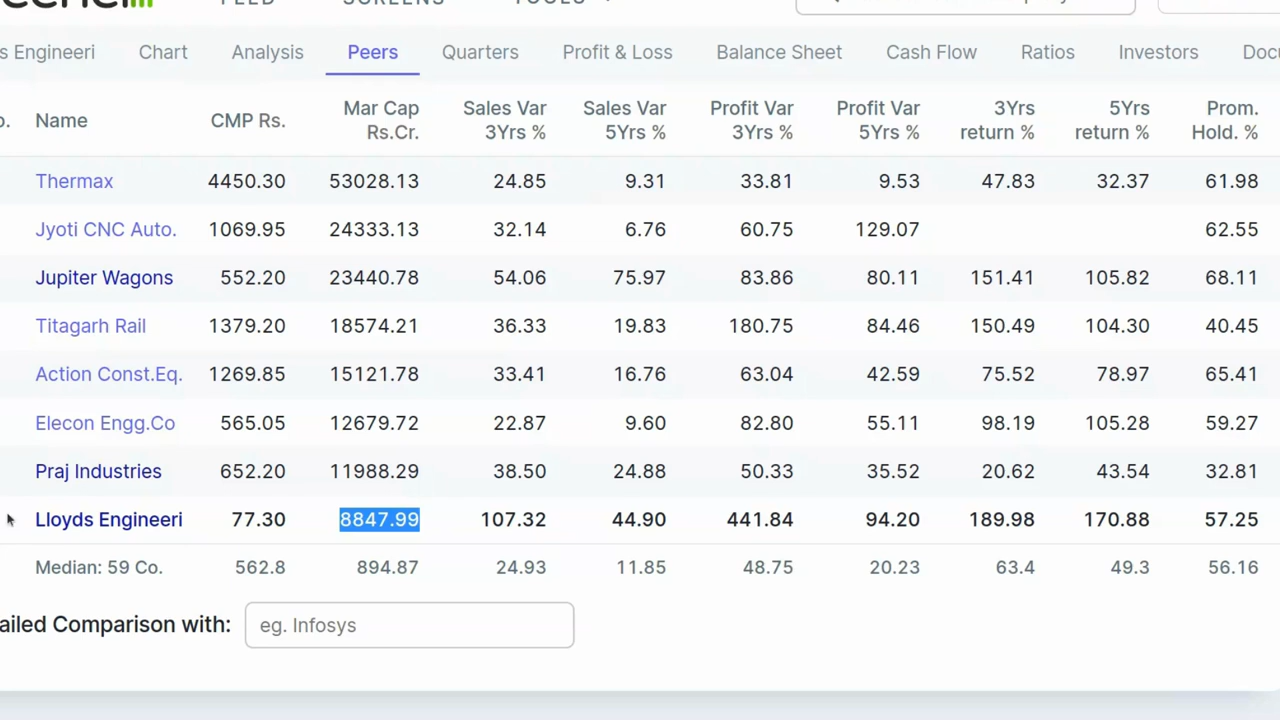 FEED SCREENS TOOLS
s Engineeri Chart Analysis Peers Quarters Profit & Loss Balance Sheet Cash Flow Ratios Investors Docu
o. Name CMP Rs. Mar Cap Rs.Cr. Sales Var 3Yrs % Sales Var 5Yrs % Profit Var 3Yrs % Profit Var 5Yrs % 3Yrs return % 5Yrs return % Prom. Hold. %
Thermax 4450.30 53028.13 24.85 9.31 33.81 9.53 47.83 32.37 61.98
Jyoti CNC Auto. 1069.95 24333.13 32.14 6.76 60.75 129.07 62.55
Jupiter Wagons 552.20 23440.78 54.06 75.97 83.86 80.11 151.41 105.82 68.11
Titagarh Rail 1379.20 18574.21 36.33 19.83 180.75 84.46 150.49 104.30 40.45
Action Const.Eq. 1269.85 15121.78 33.41 16.76 63.04 42.59 75.52 78.97 65.41
Elecon Engg.Co 565.05 12679.72 22.87 9.60 82.80 55.11 98.19 105.28 59.27
Praj Industries 652.20 11988.29 38.50 24.88 50.33 35.52 20.62 43.54 32.81
Lloyds Engineeri 77.30 8847.99 107.32 44.90 441.84 94.20 189.98 170.88 57.25
Median: 59 Co. 562.8 894.87 24.93 11.85 48.75 20.23 63.4 49.3 56.16
ailed Comparison with: eg. Infosys